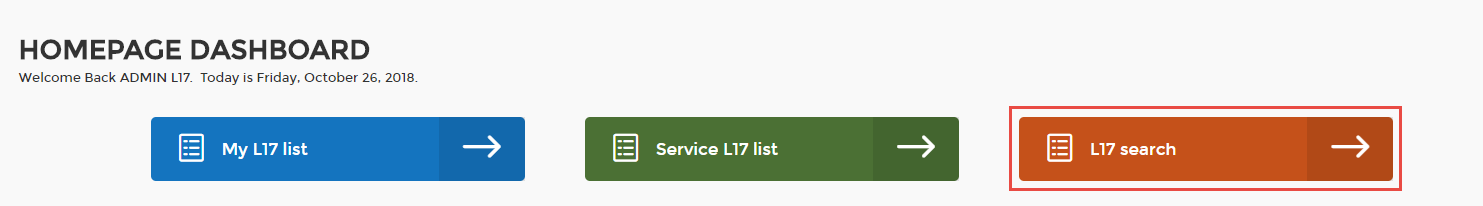 HOMEPAGE DASHBOARD
Welcome Back ADMIN L17. Today is Friday, October 26, 2018.
My L17 list
Service L17 list
L17 search